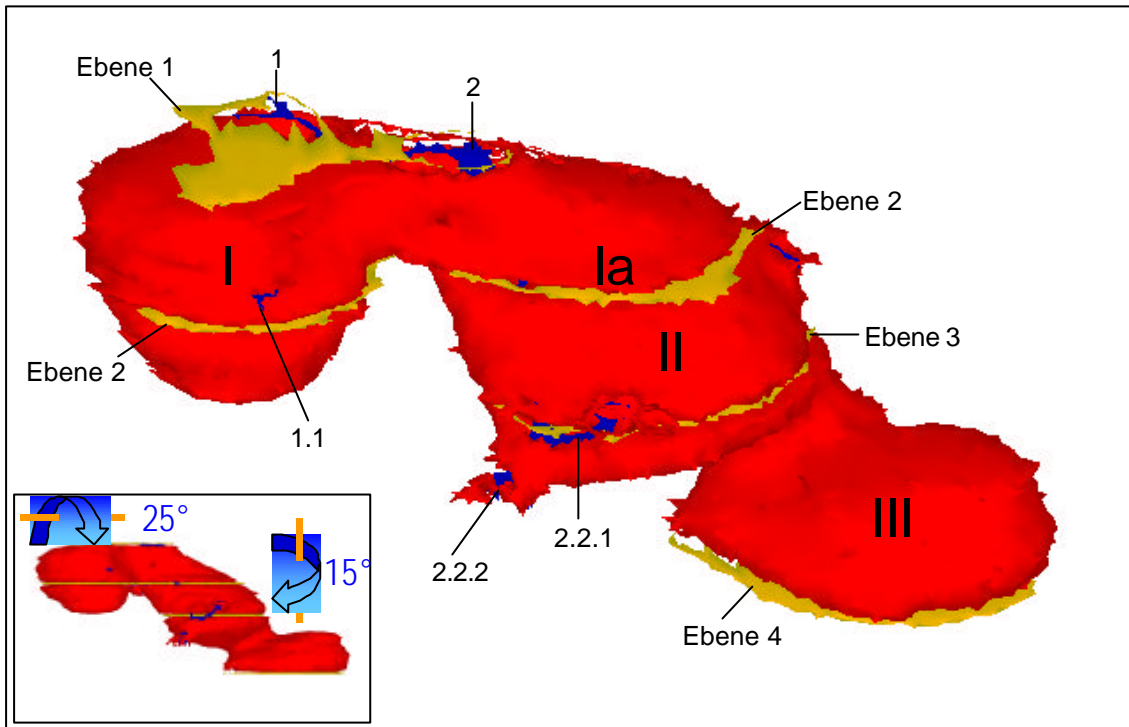 1
Ebene 1
2
Ebene 2
I
Ia
Ebene 3
II
Ebene 2
1.1
25°
III
2.2.1
15°
2.2.2
Ebene 4